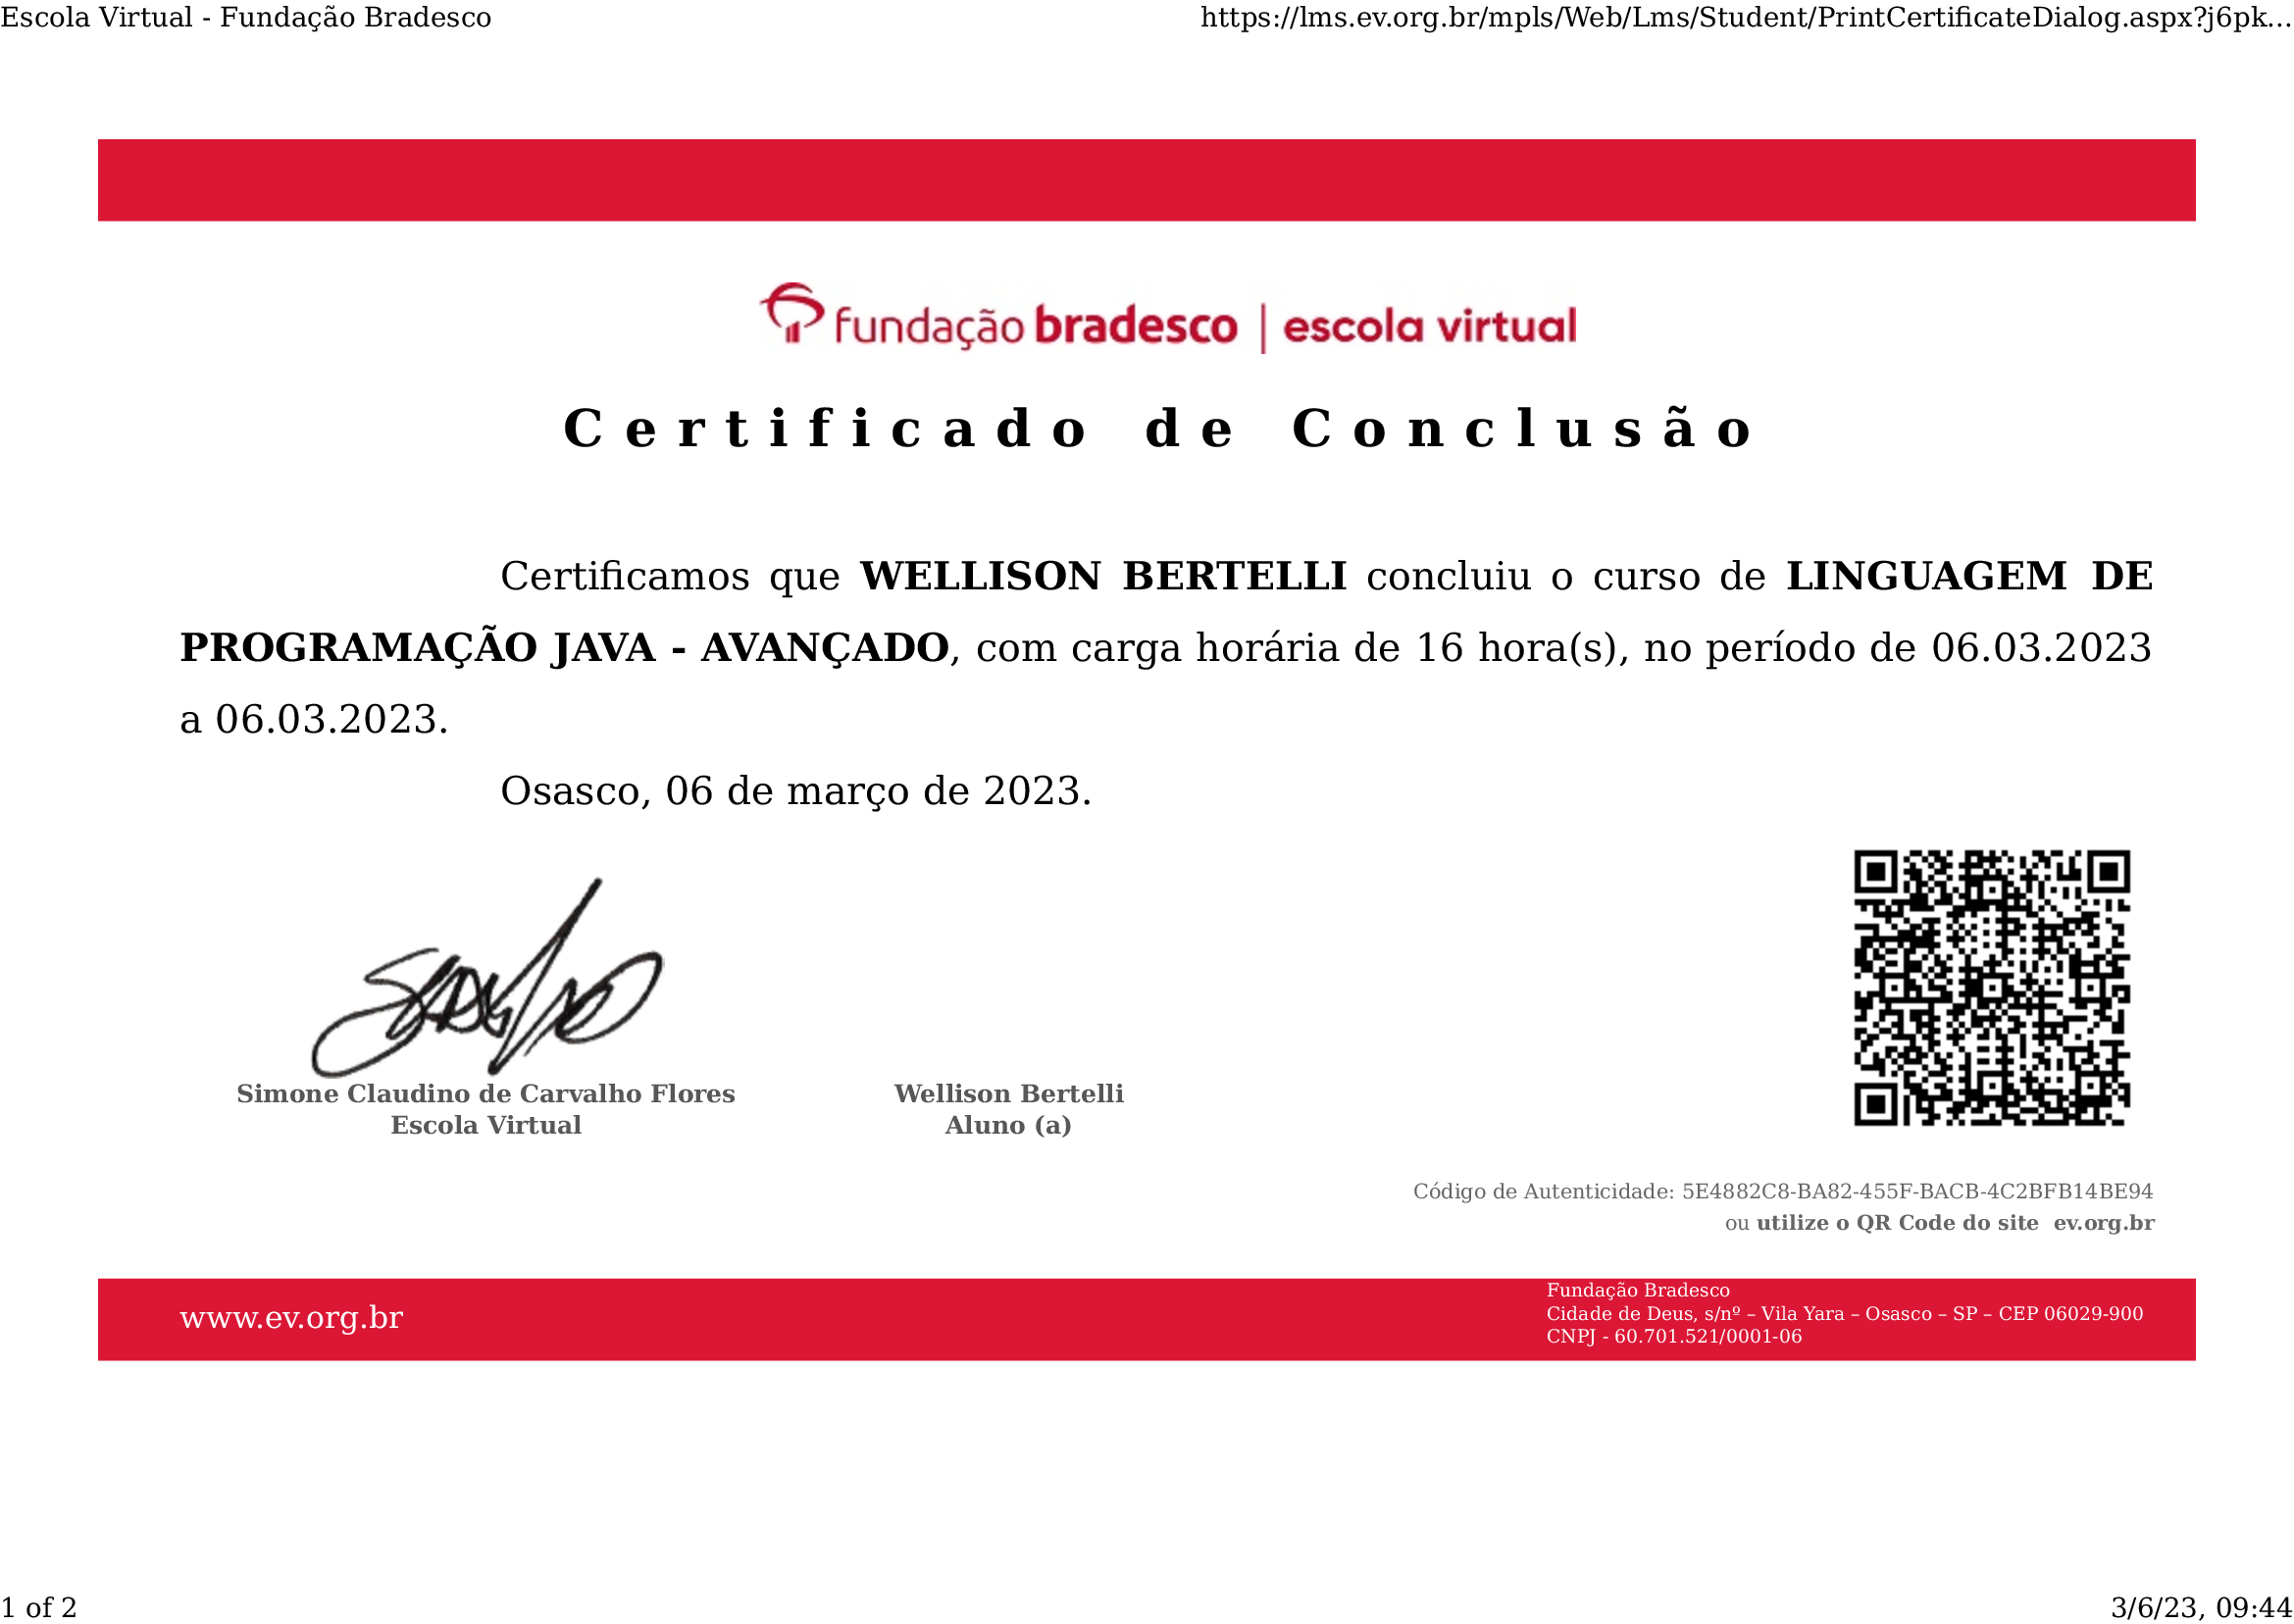 Escola Virtual - Fundação Bradesco
https://lms.ev.org.br/mpls/Web/Lms/Student/PrintCertificateDialog.aspx?j6pk...
fundação bradesco | escola virtual
Certificado de Conclusão
Certificamos que WELLISON BERTELLI concluiu o curso de LINGUAGEM DE
PROGRAMAÇÃO JAVA - AVANÇADO, com carga horária de 16 hora(s), no período de 06.03.2023
a 06.03.2023.
Osasco, 06 de março de 2023.
Simone Claudino de Carvalho Flores
Escola Virtual
Wellison Bertelli
Aluno (a)
Código de Autenticidade: 5E4882C8-BA82-455F-BACB-4C2BFB14BE94
ou utilize o QR Code do site ev.org.br
www.ev.org.br
Fundação Bradesco
Cidade de Deus, s/nº – Vila Yara – Osasco – SP – CEP 06029-900
CNPJ - 60.701.521/0001-06
1 of 2
3/6/23, 09:44